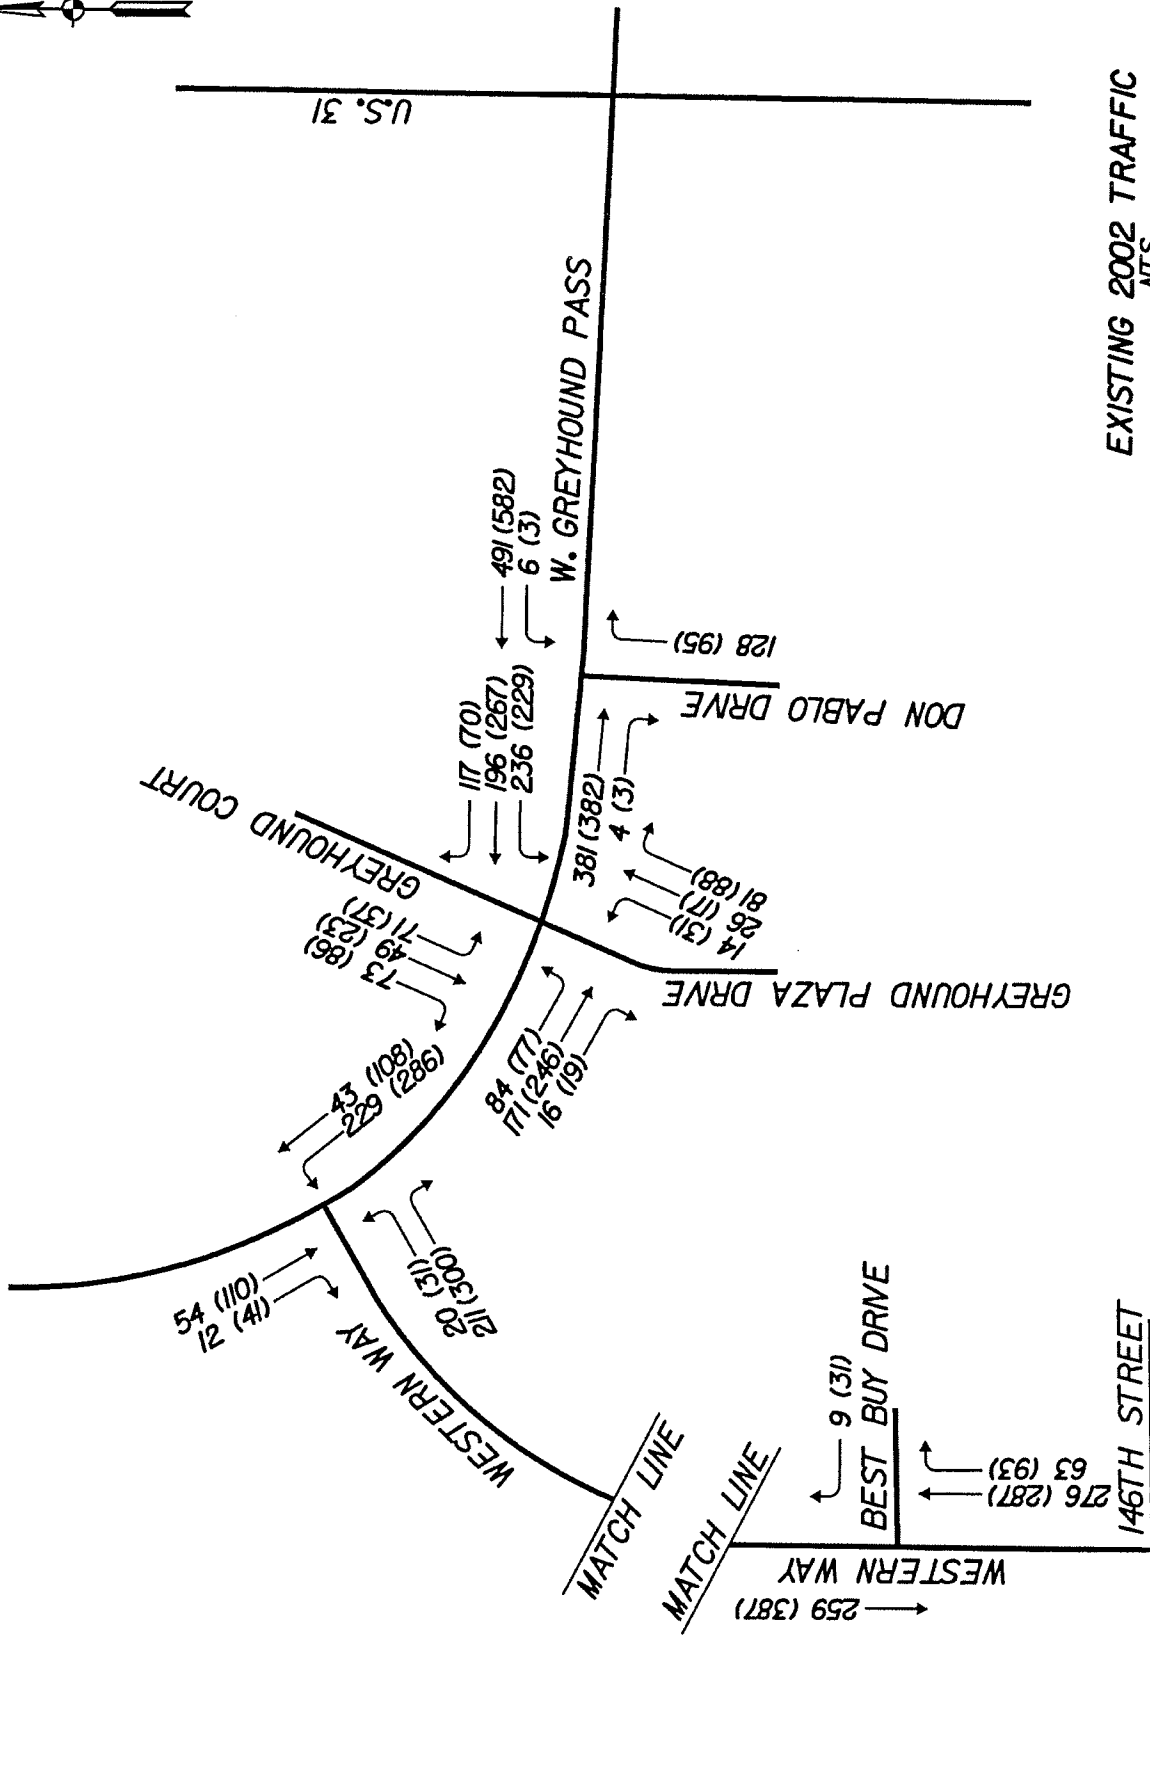 U.S. 31
EXISTING 2002 TRAFFIC
NTS
W. GREYHOUND PASS
491 (582)
6 (3)
128 (95)
DON PABLO DRIVE
117 (70)
196 (267)
236 (229)
381 (382)
4 (3)
GREYHOUND COURT
71 (37)
49 (23)
73 (86)
14 (31)
26 (17)
81 (88)
GREYHOUND PLAZA DRIVE
84 (77)
171 (246)
16 (19)
43 (108)
229 (286)
54 (110)
12 (41)
20 (31)
211 (300)
WESTERN WAY
MATCH LINE
MATCH LINE
9 (31)
BEST BUY DRIVE
276 (287)
63 (93)
146TH STREET
WESTERN WAY
259 (387)